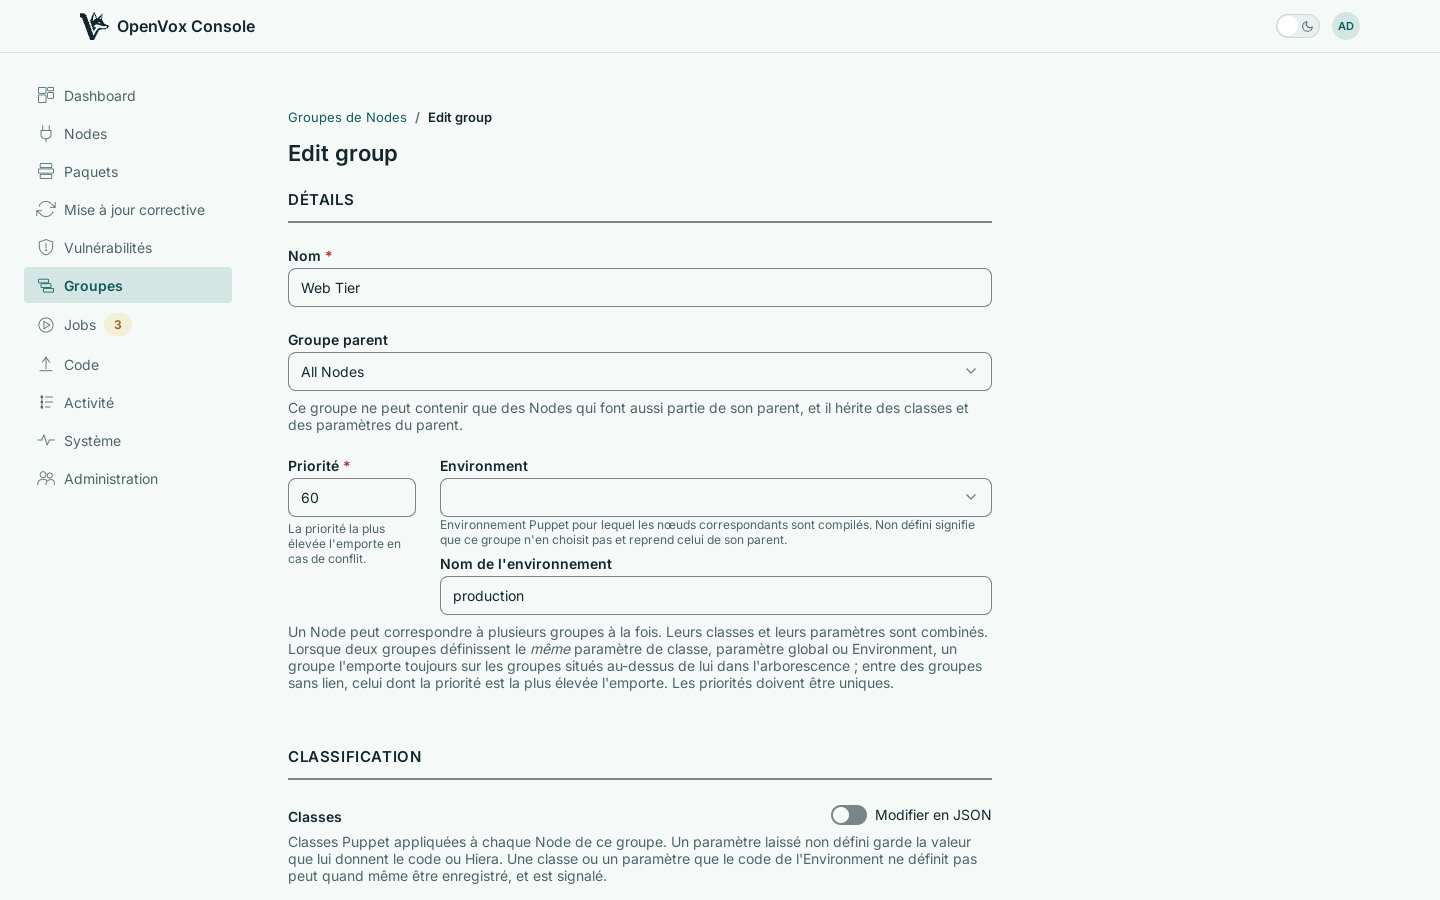 OpenVox Console
AD
Dashboard
Nodes
Paquets
Mise à jour corrective
Vulnérabilités
Groupes
Jobs 3
Code
Activité
Système
Administration
Groupes de Nodes / Edit group
Edit group
DÉTAILS
Nom *
Web Tier
Groupe parent
All Nodes
Ce groupe ne peut contenir que des Nodes qui font aussi partie de son parent, et il hérite des classes et
des paramètres du parent.
Priorité *
60
La priorité la plus
élevée l'emporte en
cas de conflit.
Environment
Environnement Puppet pour lequel les nœuds correspondants sont compilés. Non défini signifie
que ce groupe n'en choisit pas et reprend celui de son parent.
Nom de l'environnement
production
Un Node peut correspondre à plusieurs groupes à la fois. Leurs classes et leurs paramètres sont combinés.
Lorsque deux groupes définissent le même paramètre de classe, paramètre global ou Environment, un
groupe l'emporte toujours sur les groupes situés au-dessus de lui dans l'arborescence ; entre des groupes
sans lien, celui dont la priorité est la plus élevée l'emporte. Les priorités doivent être uniques.
CLASSIFICATION
Classes
Modifier en JSON
Classes Puppet appliquées à chaque Node de ce groupe. Un paramètre laissé non défini garde la valeur
que lui donnent le code ou Hiera. Une classe ou un paramètre que le code de l'Environment ne définit pas
peut quand même être enregistré, et est signalé.